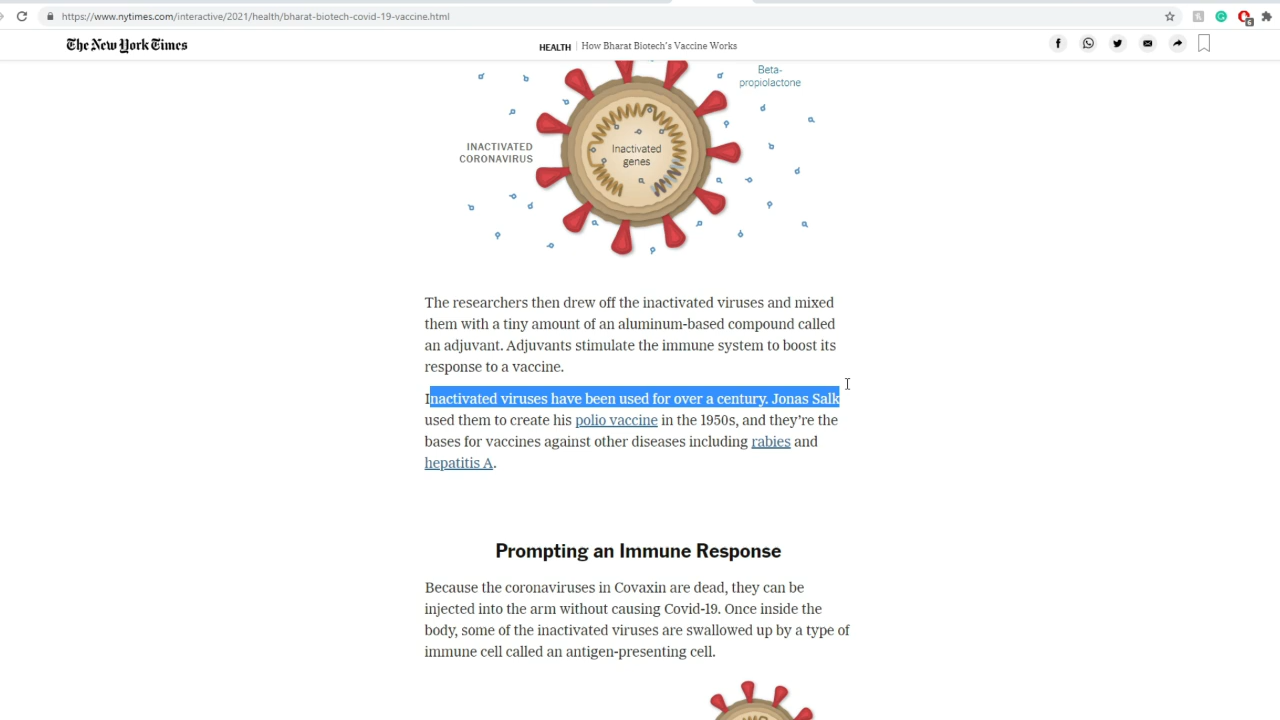 https://www.nytimes.com/interactive/2021/health/bharat-biotech-covid-19-vaccine.html
6
The New York Times
HEALTH | How Bharat Biotech's Vaccine Works
Beta-
propiolactone
INACTIVATED
CORONAVIRUS
Inactivated
genes
The researchers then drew off the inactivated viruses and mixed
them with a tiny amount of an aluminum-based compound called
an adjuvant. Adjuvants stimulate the immune system to boost its
response to a vaccine.
Inactivated viruses have been used for over a century. Jonas Salk
used them to create his polio vaccine in the 1950s, and they’re the
bases for vaccines against other diseases including rabies and
hepatitis A.
Prompting an Immune Response
Because the coronaviruses in Covaxin are dead, they can be
injected into the arm without causing Covid-19. Once inside the
body, some of the inactivated viruses are swallowed up by a type of
immune cell called an antigen-presenting cell.